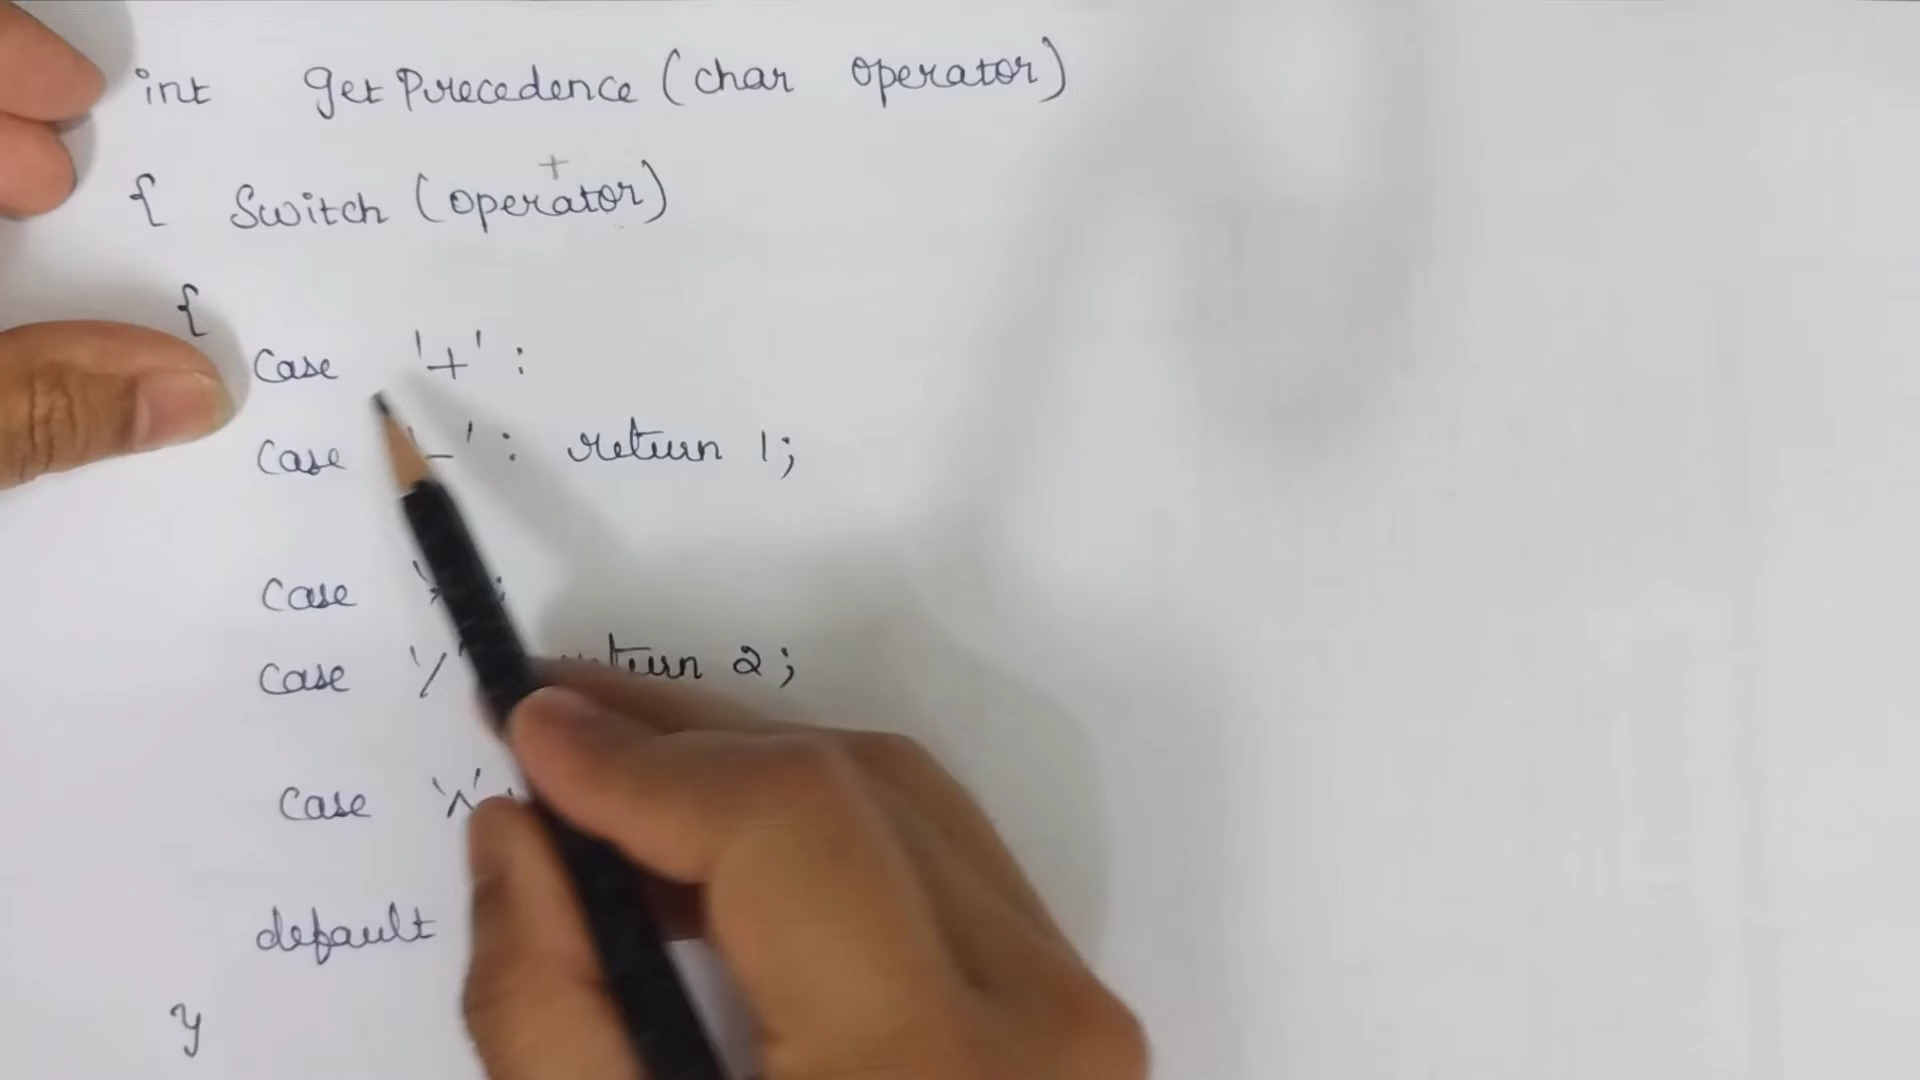 int getPrecedence (char operator)
+
{ Switch (operator)
{
Case '+' :
Case '-' : return 1;
Case
Case '/' return 2;
Case '^' :
default
}